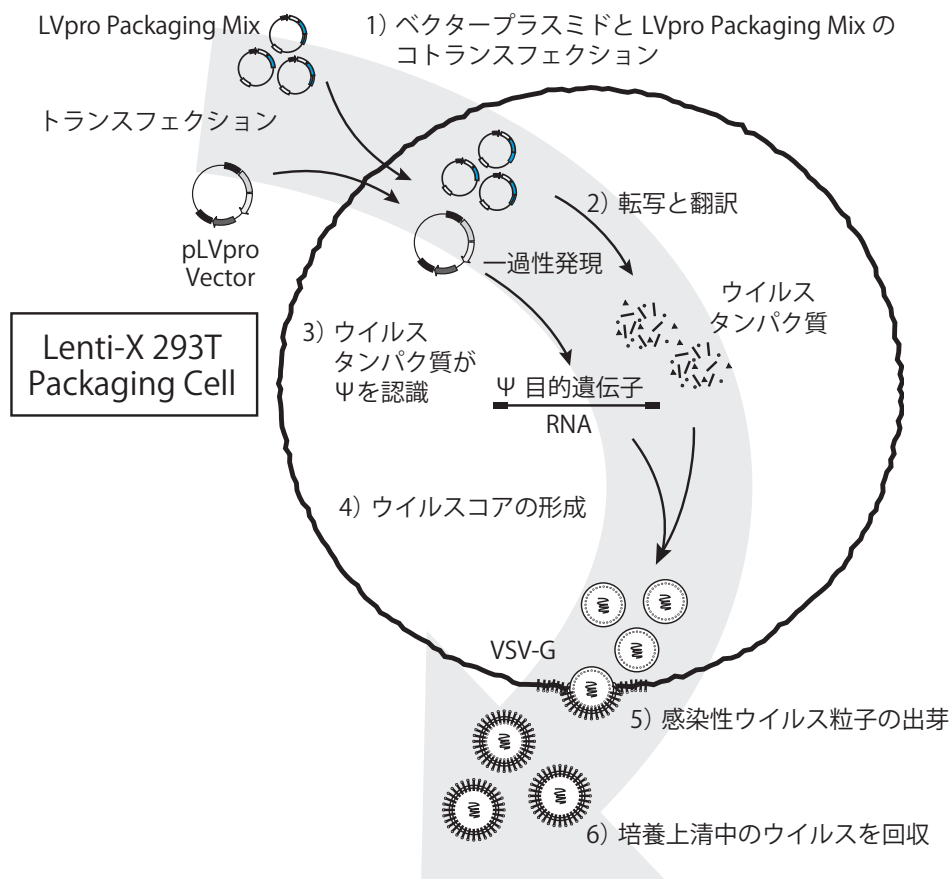 LVpro Packaging Mix
1）ベクタープラスミドと LVpro Packaging Mix の
コトランスフェクション
トランスフェクション
pLVpro
Vector
2）転写と翻訳
一過性発現
ウイルス
タンパク質
Lenti-X 293T
Packaging Cell
3）ウイルス
タンパク質が
Ψを認識
Ψ 目的遺伝子
RNA
4）ウイルスコアの形成
VSV-G
5）感染性ウイルス粒子の出芽
6）培養上清中のウイルスを回収